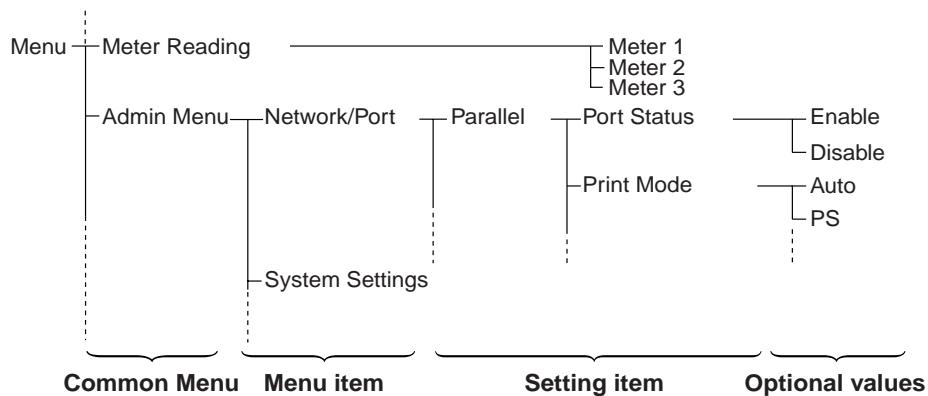 Menu Meter Reading Meter 1
Meter 2
Meter 3
Admin Menu Network/Port Parallel Port Status Enable
Disable
Print Mode Auto
PS
System Settings
Common Menu Menu item Setting item Optional values